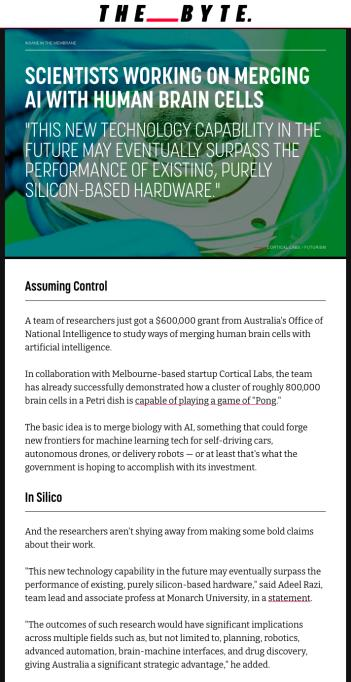 THE__BYTE.
INSANE IN THE MEMBRANE
SCIENTISTS WORKING ON MERGING
AI WITH HUMAN BRAIN CELLS
"THIS NEW TECHNOLOGY CAPABILITY IN THE
FUTURE MAY EVENTUALLY SURPASS THE
PERFORMANCE OF EXISTING, PURELY
SILICON-BASED HARDWARE."
CORTICAL LABS / FUTURISM
Assuming Control
A team of researchers just got a $600,000 grant from Australia's Office of
National Intelligence to study ways of merging human brain cells with
artificial intelligence.
In collaboration with Melbourne-based startup Cortical Labs, the team
has already successfully demonstrated how a cluster of roughly 800,000
brain cells in a Petri dish is capable of playing a game of "Pong."
The basic idea is to merge biology with AI, something that could forge
new frontiers for machine learning tech for self-driving cars,
autonomous drones, or delivery robots — or at least that's what the
government is hoping to accomplish with its investment.
In Silico
And the researchers aren't shying away from making some bold claims
about their work.
"This new technology capability in the future may eventually surpass the
performance of existing, purely silicon-based hardware," said Adeel Razi,
team lead and associate profess at Monarch University, in a statement.
"The outcomes of such research would have significant implications
across multiple fields such as, but not limited to, planning, robotics,
advanced automation, brain-machine interfaces, and drug discovery,
giving Australia a significant strategic advantage," he added.